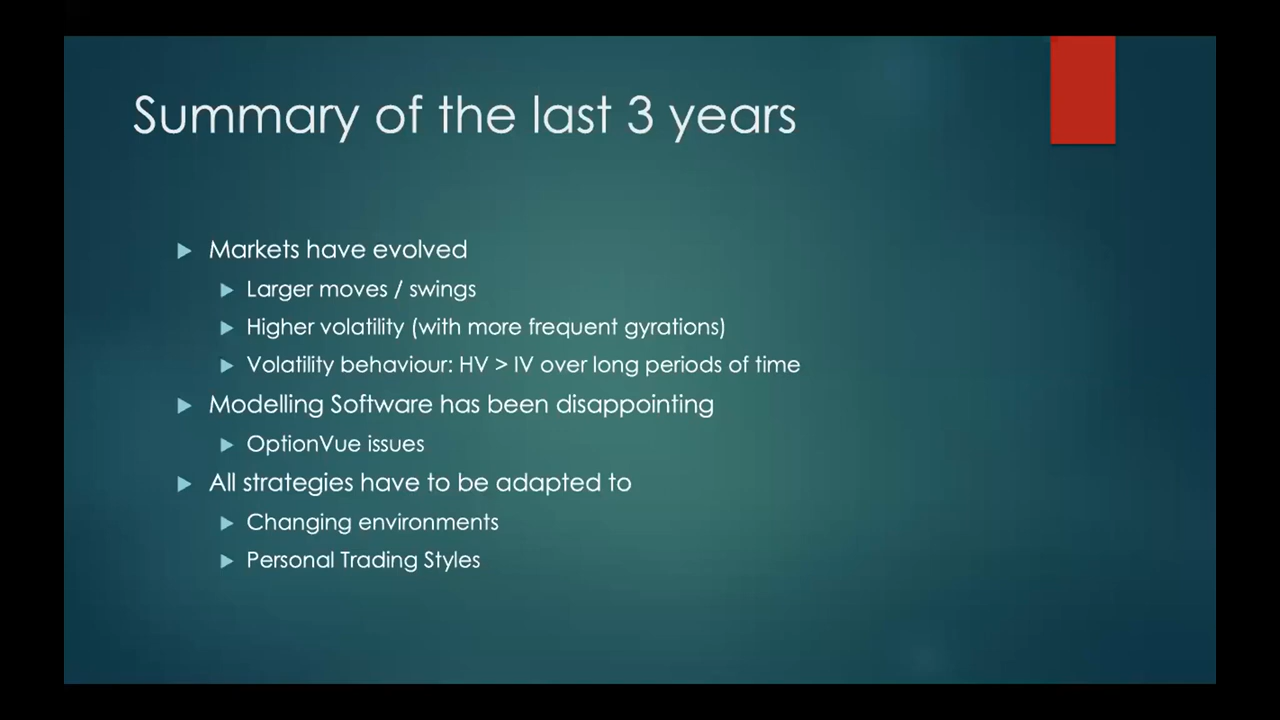 Summary of the last 3 years
Markets have evolved
Larger moves / swings
Higher volatility (with more frequent gyrations)
Volatility behaviour: HV > IV over long periods of time
Modelling Software has been disappointing
OptionVue issues
All strategies have to be adapted to
Changing environments
Personal Trading Styles